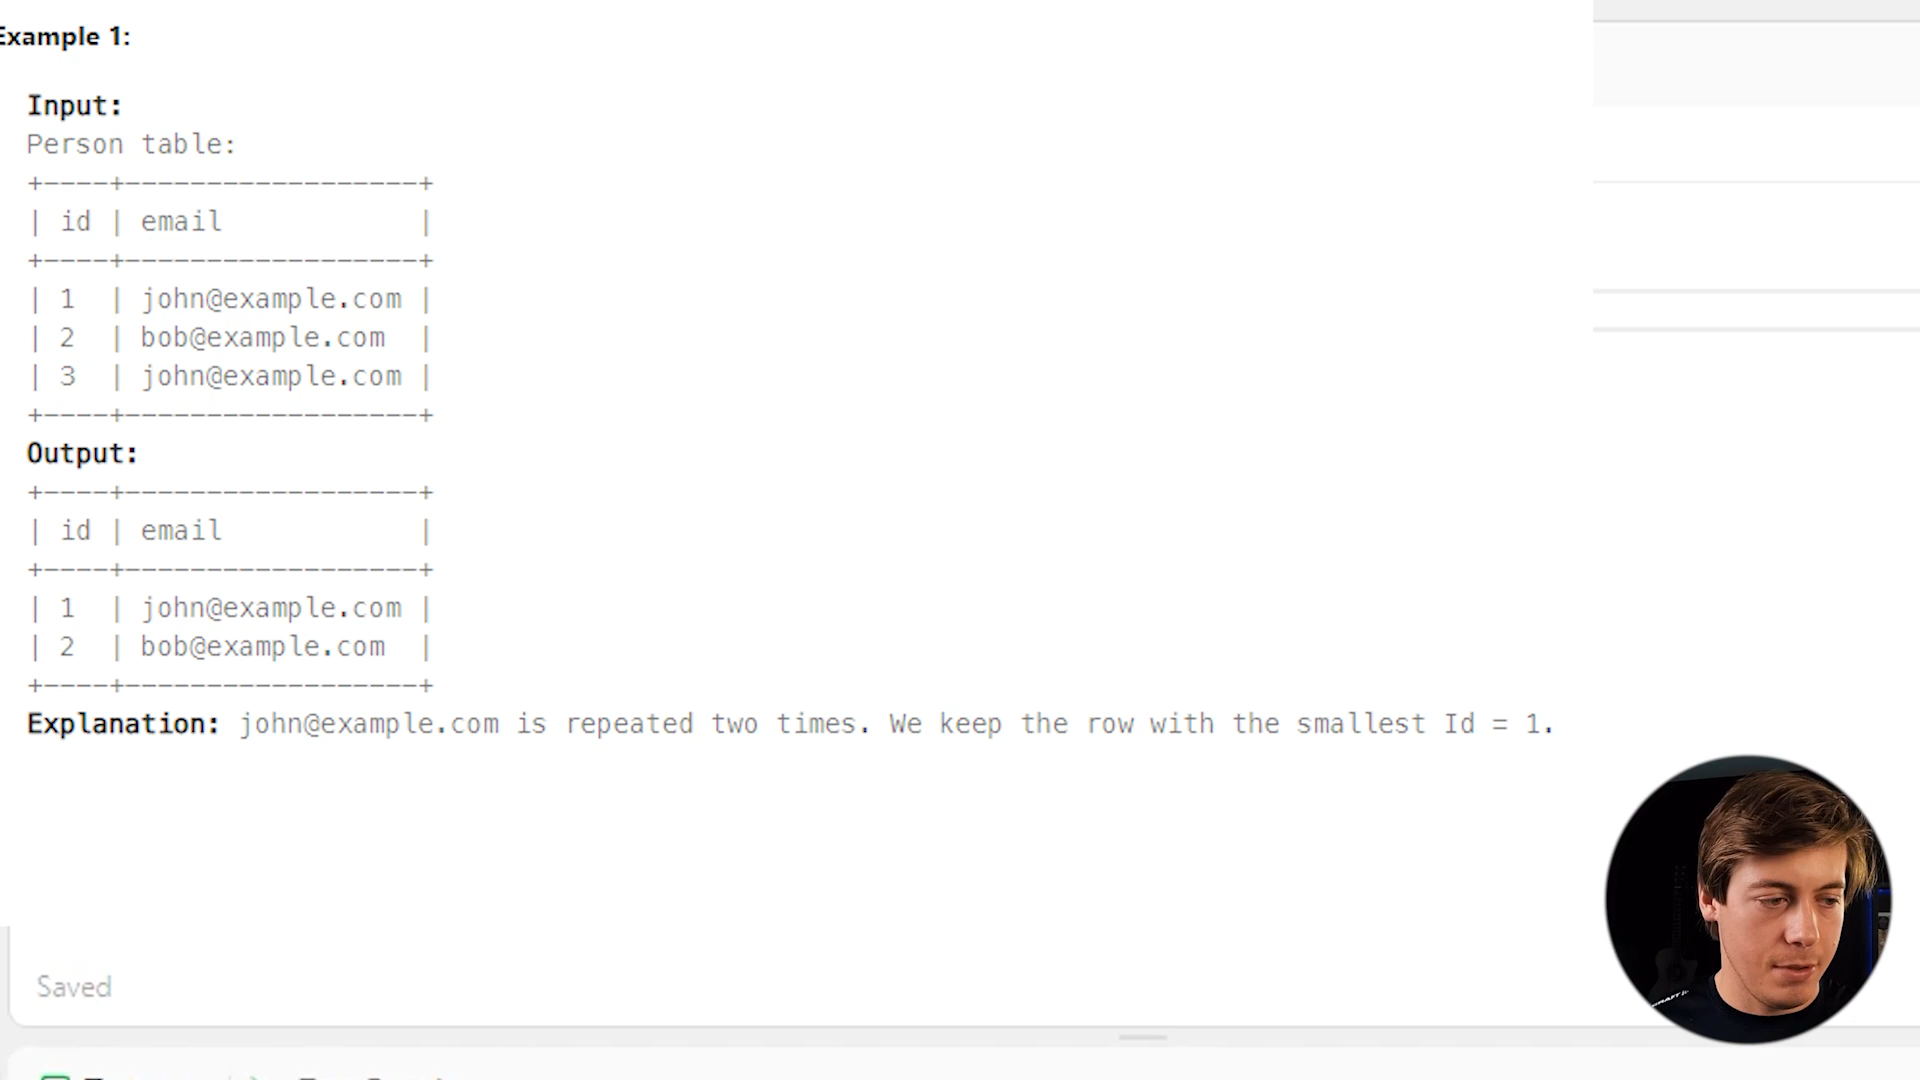 Example 1:
Input:
Person table:
+----+------------------+
| id | email            |
+----+------------------+
| 1  | john@example.com |
| 2  | bob@example.com  |
| 3  | john@example.com |
+----+------------------+
Output:
+----+------------------+
| id | email            |
+----+------------------+
| 1  | john@example.com |
| 2  | bob@example.com  |
+----+------------------+
Explanation: john@example.com is repeated two times. We keep the row with the smallest Id = 1.
Saved